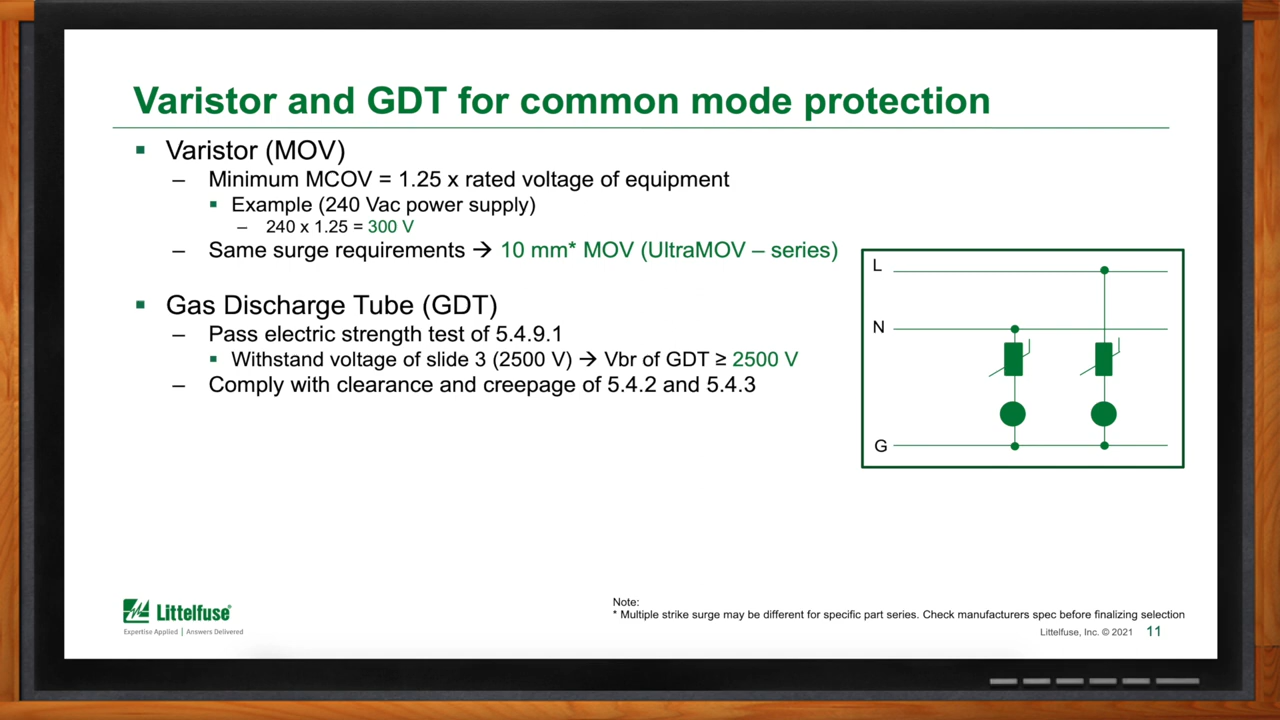 Varistor and GDT for common mode protection
▪ Varistor (MOV)
– Minimum MCOV = 1.25 x rated voltage of equipment
▪ Example (240 Vac power supply)
– 240 x 1.25 = 300 V
– Same surge requirements → 10 mm* MOV (UltraMOV – series)
▪ Gas Discharge Tube (GDT)
– Pass electric strength test of 5.4.9.1
▪ Withstand voltage of slide 3 (2500 V) → Vbr of GDT ≥ 2500 V
– Comply with clearance and creepage of 5.4.2 and 5.4.3
L
N
G
Littelfuse®
Expertise Applied | Answers Delivered
Note:
* Multiple strike surge may be different for specific part series. Check manufacturers spec before finalizing selection
Littelfuse, Inc. © 2021 11